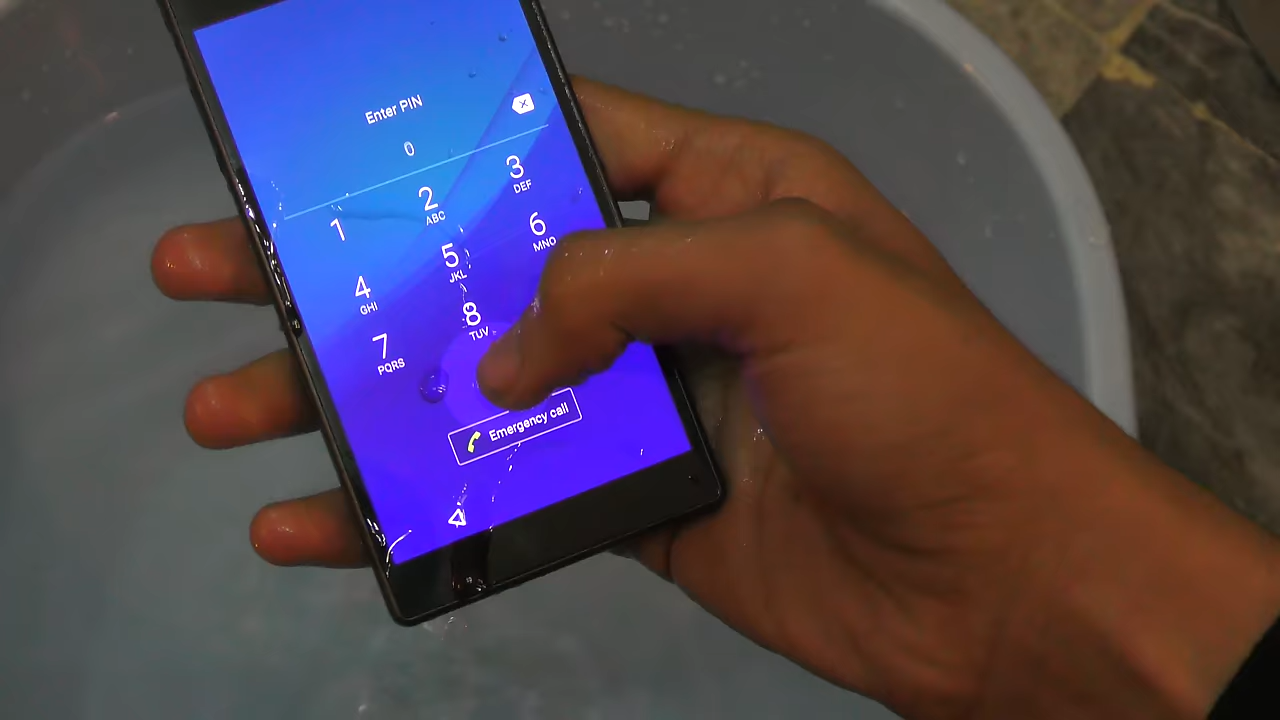 Enter PIN
0
1
2
ABC
3
DEF
4
GHI
5
JKL
6
MNO
7
PQRS
8
TUV
Emergency call